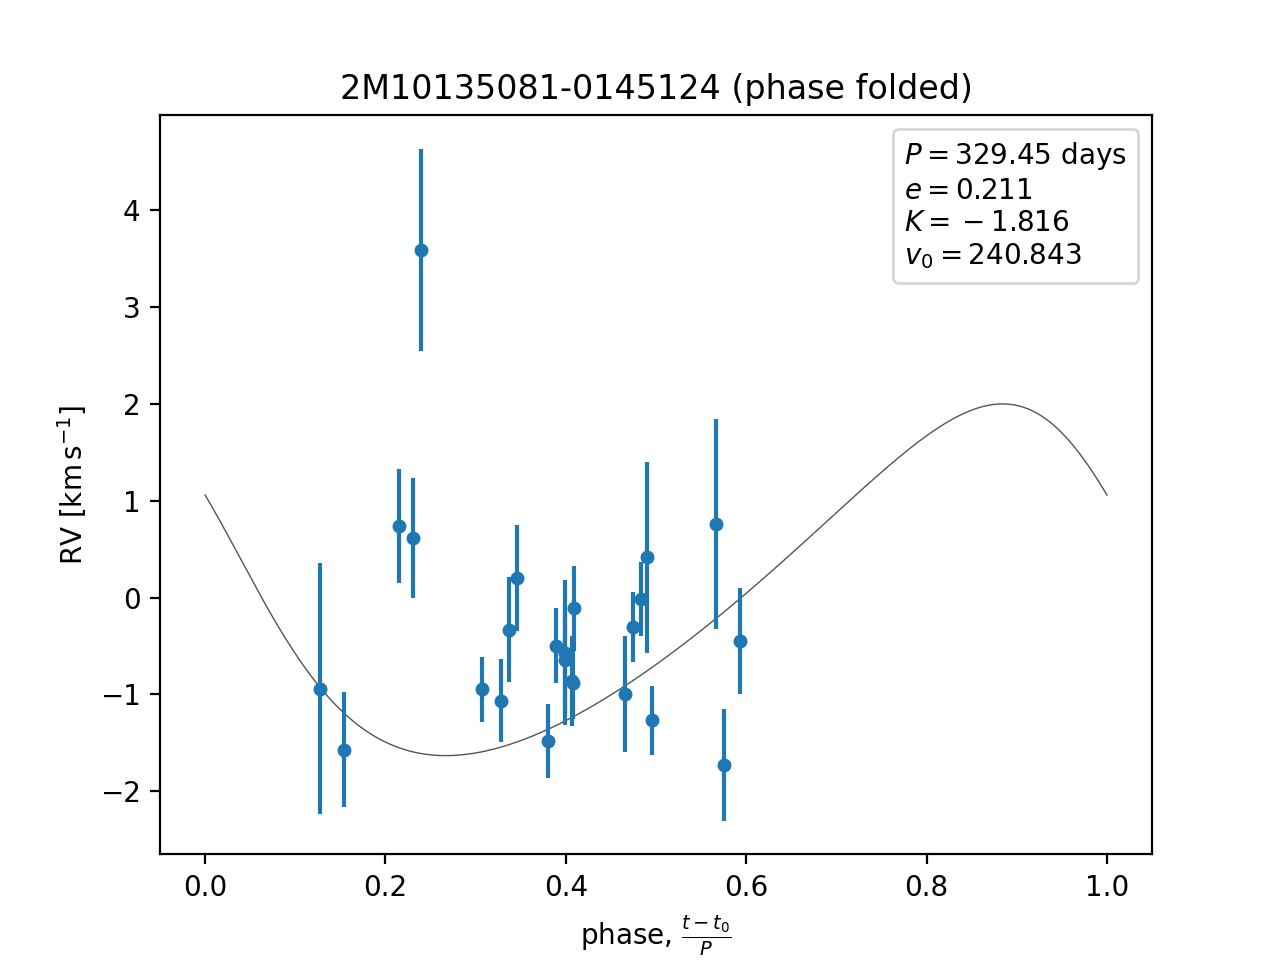 2M10135081-0145124 (phase folded)
P = 329.45 days
e = 0.211
K = −1.816
v₀ = 240.843
RV [km s⁻¹]
4
3
2
1
0
−1
−2
0.0 0.2 0.4 0.6 0.8 1.0
phase, (t − t₀)/P